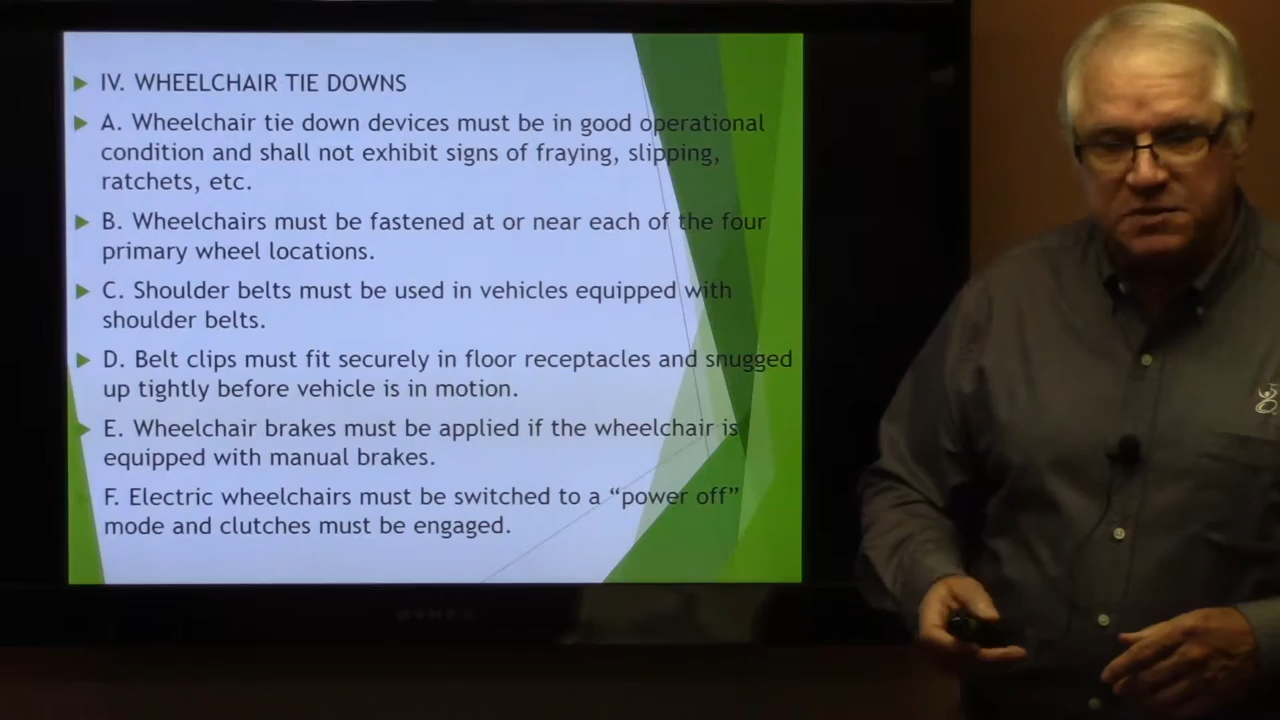 IV. WHEELCHAIR TIE DOWNS
A. Wheelchair tie down devices must be in good operational
condition and shall not exhibit signs of fraying, slipping,
ratchets, etc.
B. Wheelchairs must be fastened at or near each of the four
primary wheel locations.
C. Shoulder belts must be used in vehicles equipped with
shoulder belts.
D. Belt clips must fit securely in floor receptacles and snugged
up tightly before vehicle is in motion.
E. Wheelchair brakes must be applied if the wheelchair is
equipped with manual brakes.
F. Electric wheelchairs must be switched to a “power off”
mode and clutches must be engaged.